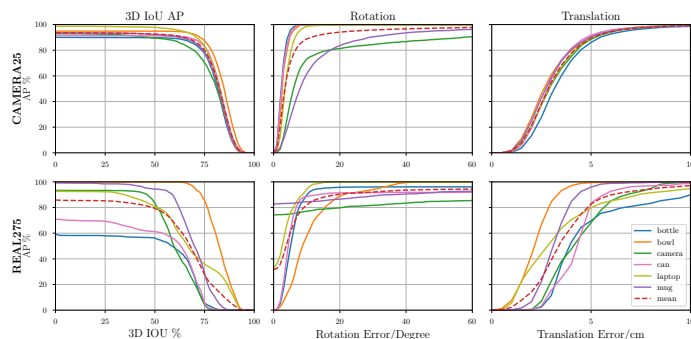 3D IoU AP
Rotation
Translation
CAMERA25
AP %
100
80
60
40
20
0
0 25 50 75 100
0 20 40 60
0 5 10
REAL275
AP %
100
80
60
40
20
0
0 25 50 75 100
0 20 40 60
0 5 10
bottle
bowl
camera
can
laptop
mug
mean
3D IOU %
Rotation Error/Degree
Translation Error/cm